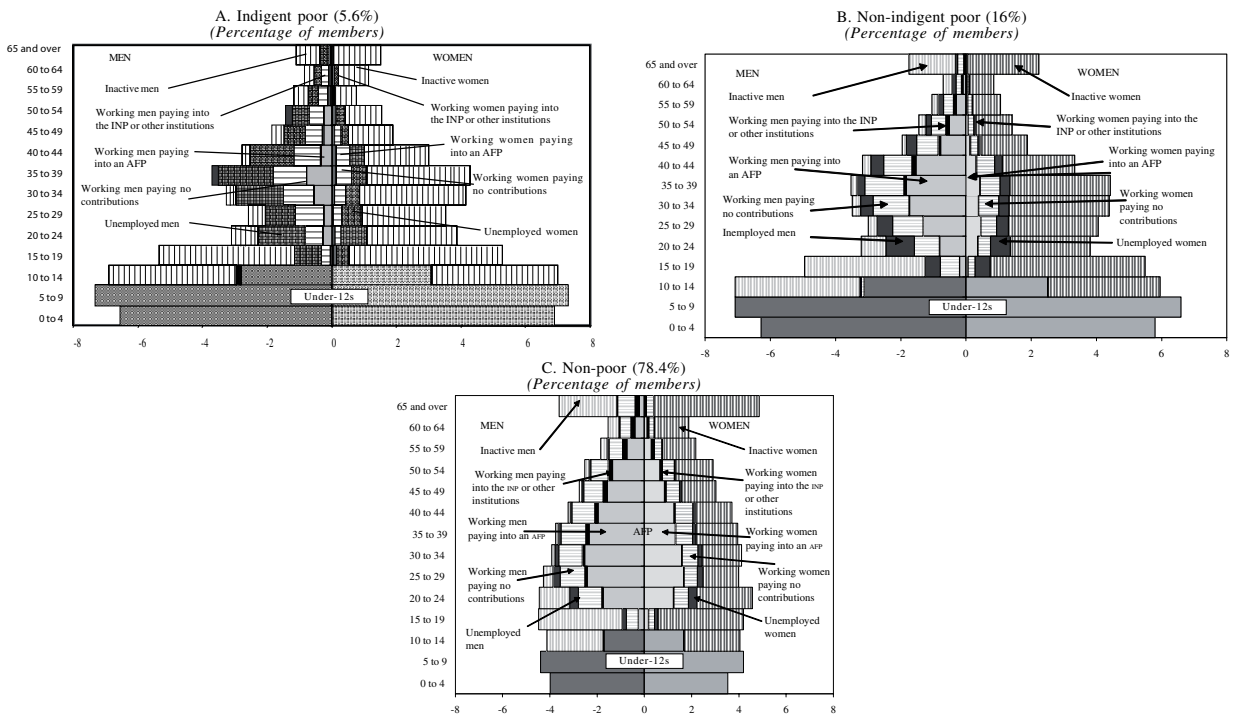 A. Indigent poor (5.6%)
(Percentage of members)
65 and over
60 to 64
55 to 59
50 to 54
45 to 49
40 to 44
35 to 39
30 to 34
25 to 29
20 to 24
15 to 19
10 to 14
5 to 9
0 to 4
MEN
WOMEN
Inactive men
Inactive women
Working men paying into
the INP or other institutions
Working women paying into
the INP or other institutions
Working men paying
into an AFP
Working women paying
into an AFP
Working men paying no
contributions
Working women paying
no contributions
Unemployed men
Unemployed women
Under-12s
-8
-6
-4
-2
0
2
4
6
8
B. Non-indigent poor (16%)
(Percentage of members)
65 and over
60 to 64
55 to 59
50 to 54
45 to 49
40 to 44
35 to 39
30 to 34
25 to 29
20 to 24
15 to 19
10 to 14
5 to 9
0 to 4
MEN
WOMEN
Inactive men
Inactive women
Working men paying into the INP
or other institutions
Working women paying into the
INP or other institutions
Working men paying into
an AFP
Working women paying
into an AFP
Working men paying
no contributions
Working women
paying no
contributions
Inemployed men
Unemployed women
Under-12s
-8
-6
-4
-2
0
2
4
6
8
C. Non-poor (78.4%)
(Percentage of members)
65 and over
60 to 64
55 to 59
50 to 54
45 to 49
40 to 44
35 to 39
30 to 34
25 to 29
20 to 24
15 to 19
10 to 14
5 to 9
0 to 4
MEN
WOMEN
Inactive men
Inactive women
Working men paying
into the INP or other
institutions
Working women
paying into the INP
or other
institutions
Working men
paying into an AFP
AFP
Working women
paying into an AFP
Working men
paying no
contributions
Working women
paying no
contributions
Unemployed
men
Unemployed
women
Under-12s
-8
-6
-4
-2
0
2
4
6
8